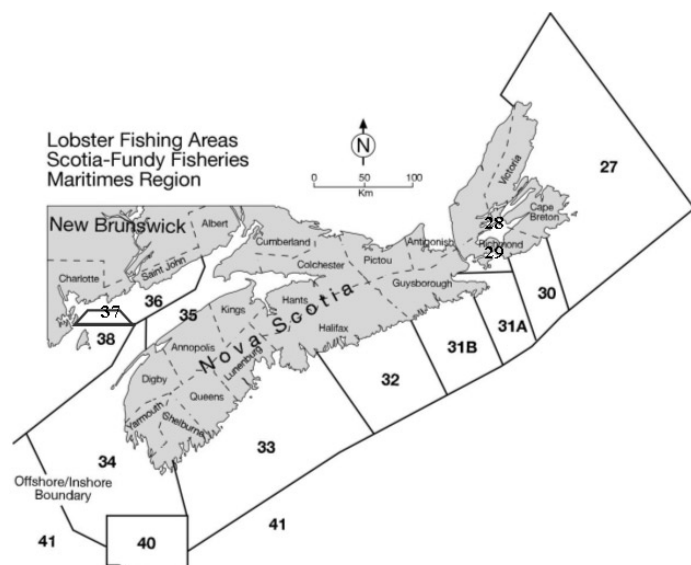 Lobster Fishing Areas
Scotia-Fundy Fisheries
Maritimes Region
N
0 50 100
Km
27
Victoria
Cape
Breton
28
Richmond
29
New Brunswick
Albert
Cumberland
Antigonish
Pictou
Colchester
Guysborough
Charlotte
Saint John
36
37
38
35
Kings
Hants
Nova Scotia
Halifax
30
31A
31B
32
Annopolis
Lunenburg
Digby
Queens
Yarmouth
Shelburne
33
34
Offshore/Inshore
Boundary
41
40
41